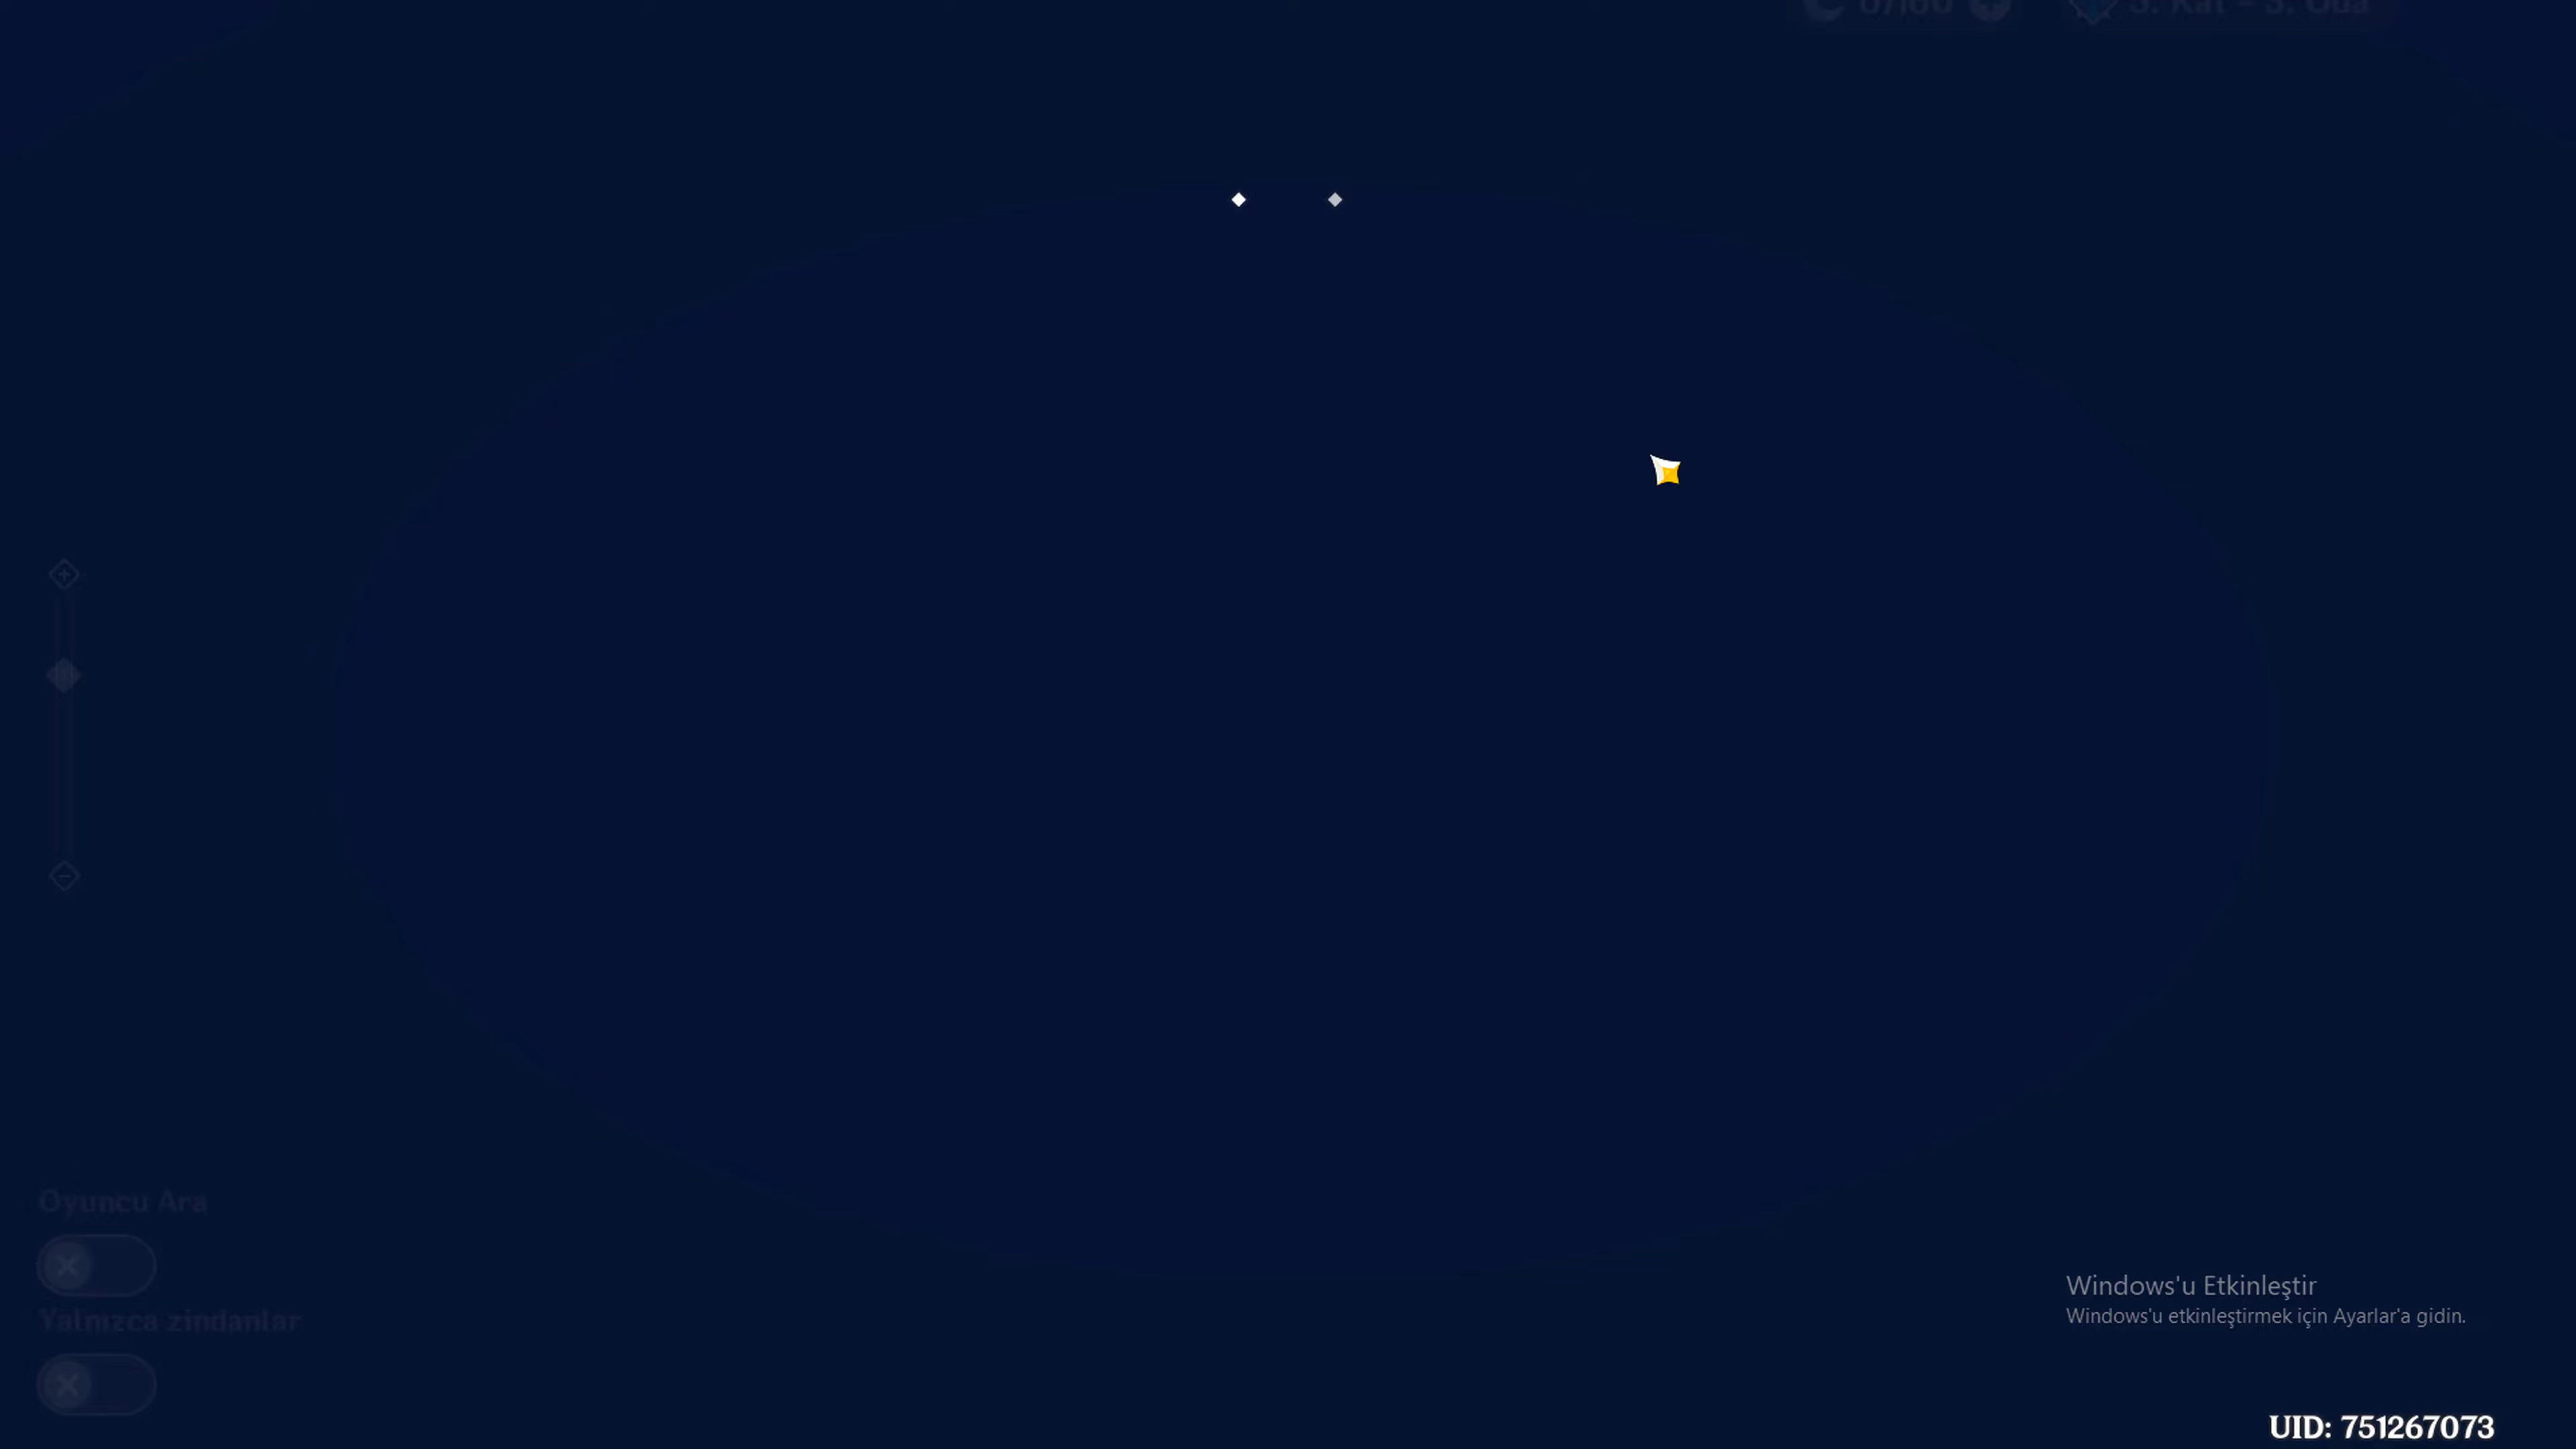 Oyuncu Ara
Yalnızca zindanlar
Windows'u Etkinleştir
Windows'u etkinleştirmek için Ayarlar'a gidin.
UID: 751267073